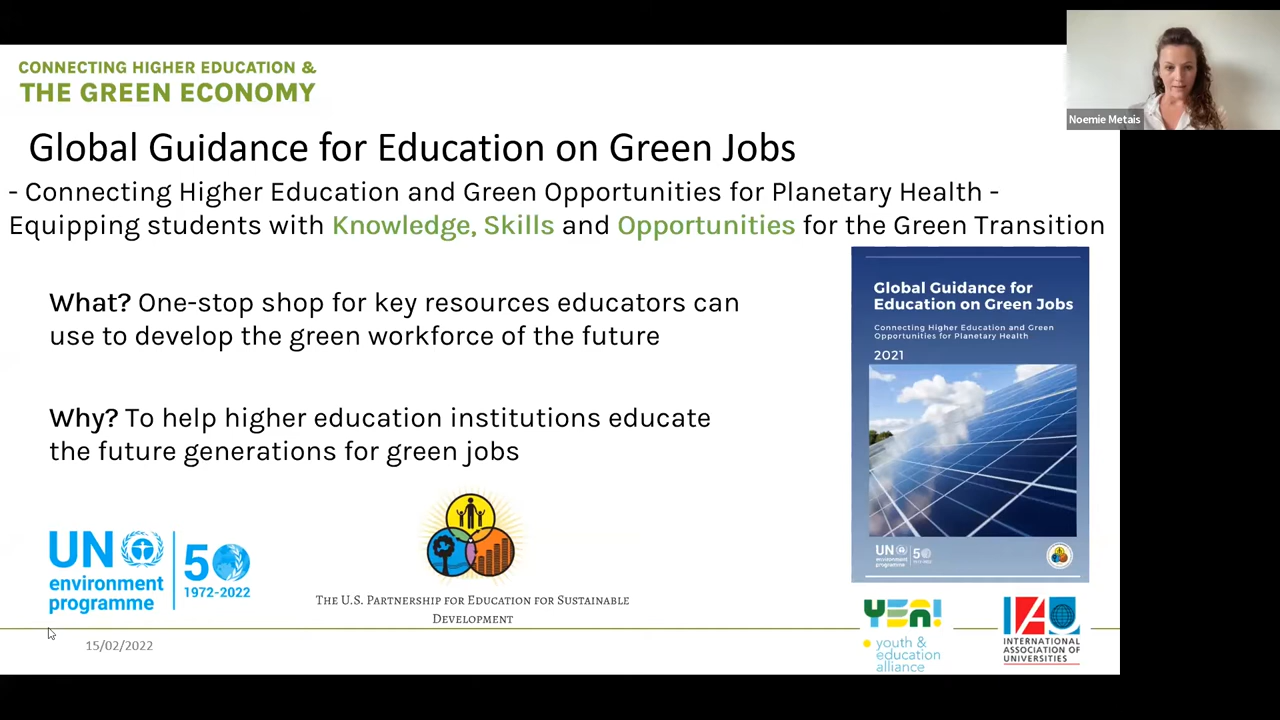 CONNECTING HIGHER EDUCATION &
THE GREEN ECONOMY
Noemie Metais
Global Guidance for Education on Green Jobs
- Connecting Higher Education and Green Opportunities for Planetary Health -
Equipping students with Knowledge, Skills and Opportunities for the Green Transition
What? One-stop shop for key resources educators can
use to develop the green workforce of the future
Why? To help higher education institutions educate
the future generations for green jobs
Global Guidance for
Education on Green Jobs
Connecting Higher Education and Green
Opportunities for Planetary Health
2021
UN
environment
programme
50
1972-2022
UN
environment
programme
50
1972-2022
THE U.S. PARTNERSHIP FOR EDUCATION FOR SUSTAINABLE
DEVELOPMENT
15/02/2022
YEA!
youth &
education
alliance
IAU
INTERNATIONAL
ASSOCIATION OF
UNIVERSITIES